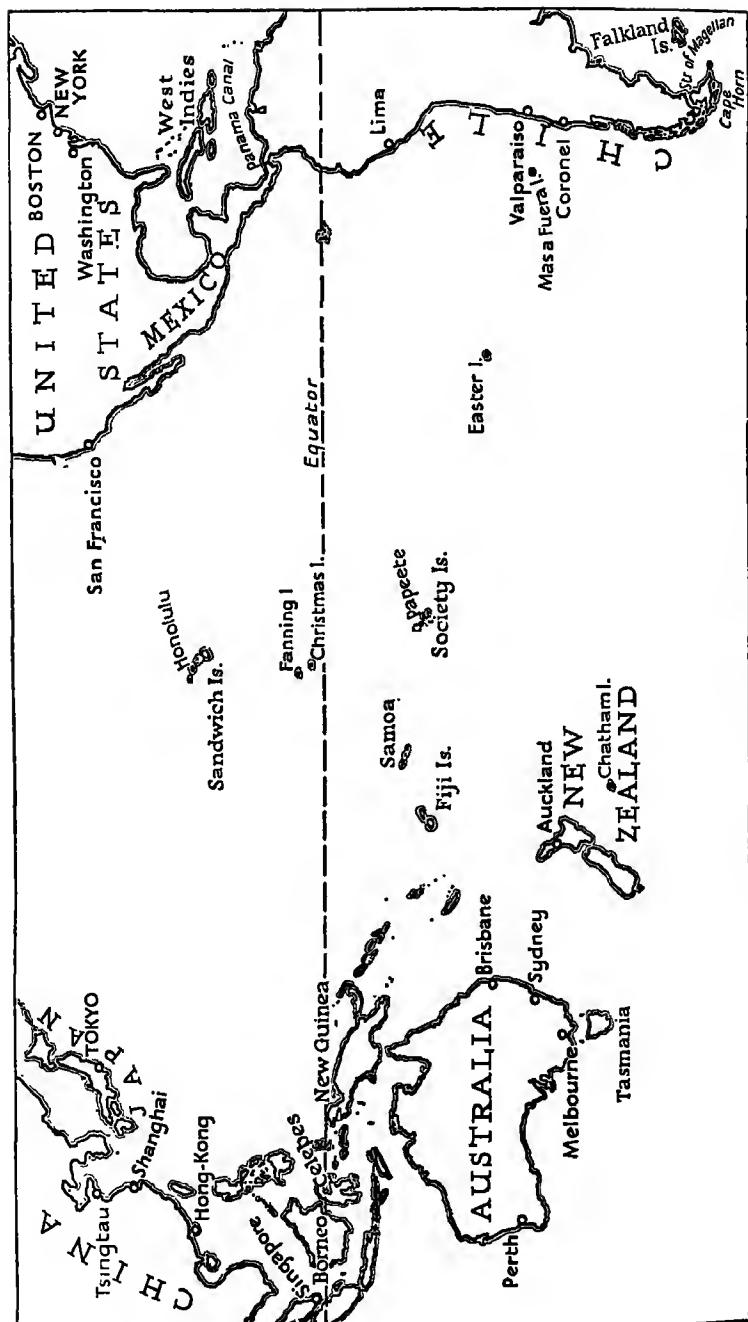 CHINA
Tsingtau
Shanghai
Hong-Kong
JAPAN
TOKYO
Singapore
Borneo
Celebes
New Guinea
AUSTRALIA
Perth
Melbourne
Sydney
Brisbane
Tasmania
Auckland
NEW
ZEALAND
Chatham I.
Fiji Is.
Samoa
Honolulu
Sandwich Is.
Fanning I
Christmas I.
Papeete
Society Is.
Equator
Easter I.
San Francisco
UNITED
STATES
BOSTON
NEW
YORK
Washington
MEXICO
West
Indies
Panama Canal
Lima
CHILE
Valparaiso
Masa Fuera I.
Coronel
Falkland
Is.
Str of Magellan
Cape
Horn